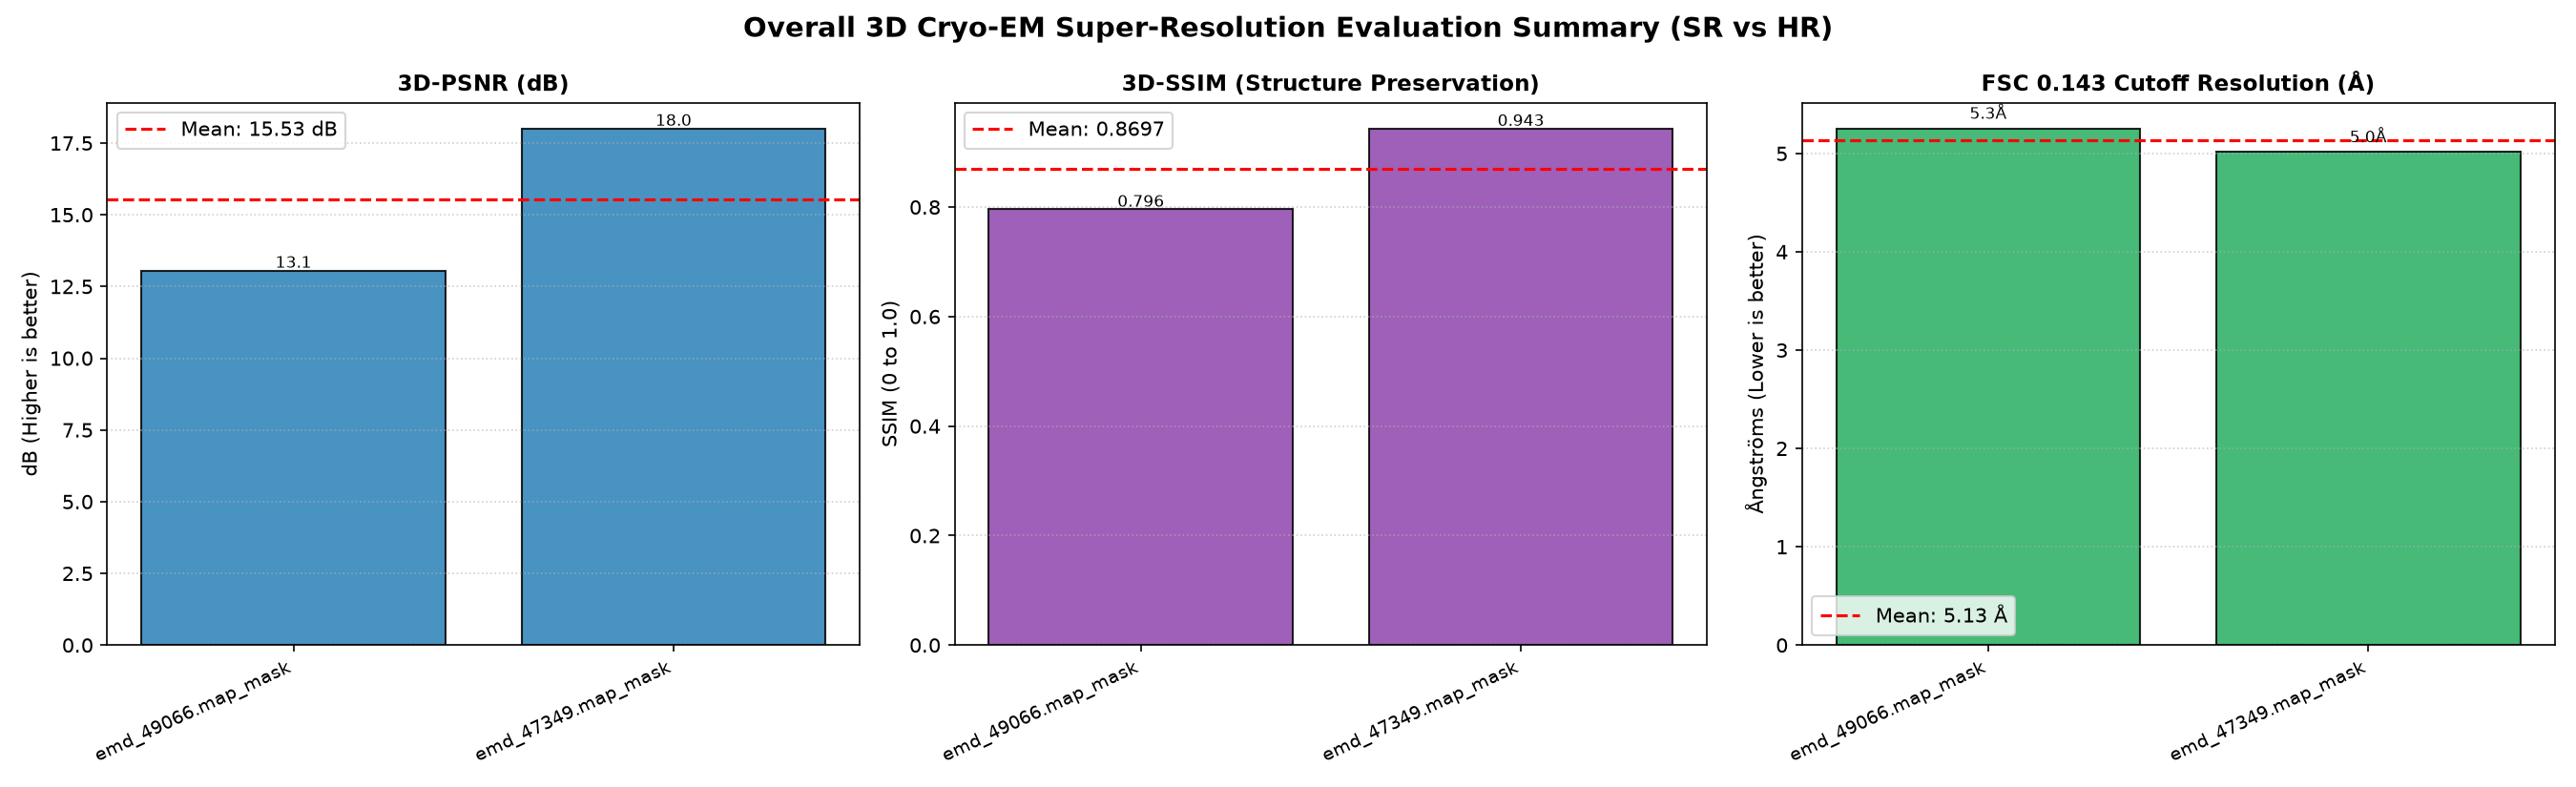 Overall 3D Cryo-EM Super-Resolution Evaluation Summary (SR vs HR)
3D-PSNR (dB)
Mean: 15.53 dB
dB (Higher is better)
17.5
15.0
12.5
10.0
7.5
5.0
2.5
0.0
13.1
18.0
emd_49066.map_mask
emd_47349.map_mask
3D-SSIM (Structure Preservation)
Mean: 0.8697
SSIM (0 to 1.0)
0.8
0.6
0.4
0.2
0.0
0.796
0.943
emd_49066.map_mask
emd_47349.map_mask
FSC 0.143 Cutoff Resolution (Å)
Ångströms (Lower is better)
5
4
3
2
1
0
5.3Å
5.0Å
Mean: 5.13 Å
emd_49066.map_mask
emd_47349.map_mask